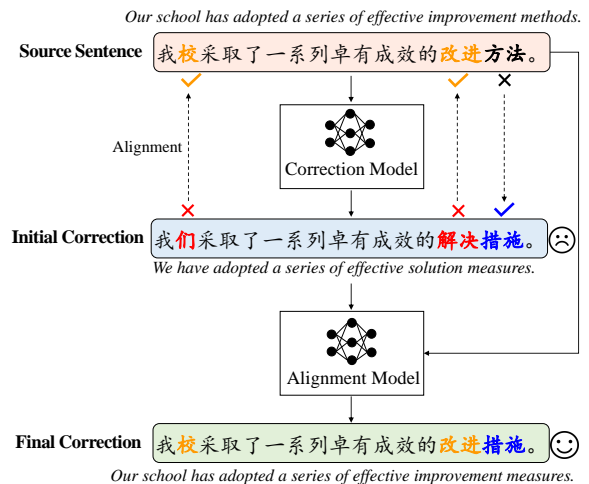 Our school has adopted a series of effective improvement methods.
Source Sentence 我校采取了一系列卓有成效的改进方法。
Alignment
Correction Model
Initial Correction 我们采取了一系列卓有成效的解决措施。
We have adopted a series of effective solution measures.
Alignment Model
Final Correction 我校采取了一系列卓有成效的改进措施。
Our school has adopted a series of effective improvement measures.